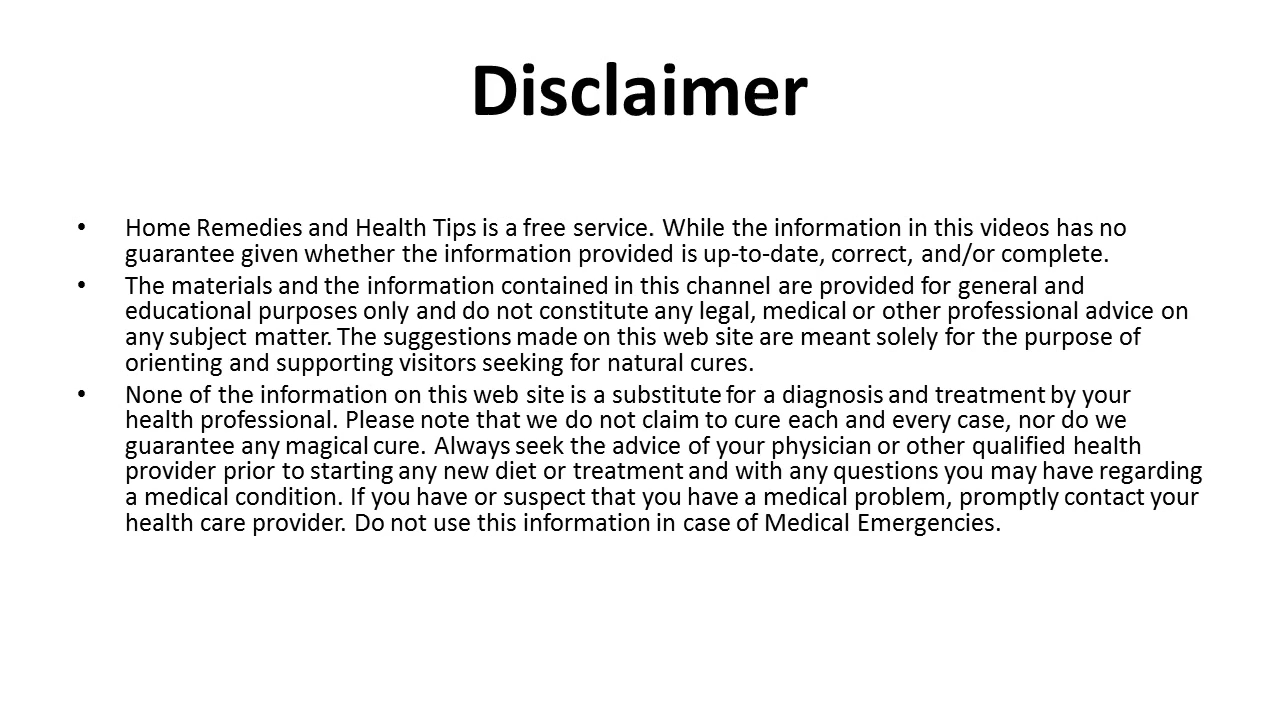 Disclaimer
• Home Remedies and Health Tips is a free service. While the information in this videos has no
guarantee given whether the information provided is up-to-date, correct, and/or complete.
• The materials and the information contained in this channel are provided for general and
educational purposes only and do not constitute any legal, medical or other professional advice on
any subject matter. The suggestions made on this web site are meant solely for the purpose of
orienting and supporting visitors seeking for natural cures.
• None of the information on this web site is a substitute for a diagnosis and treatment by your
health professional. Please note that we do not claim to cure each and every case, nor do we
guarantee any magical cure. Always seek the advice of your physician or other qualified health
provider prior to starting any new diet or treatment and with any questions you may have regarding
a medical condition. If you have or suspect that you have a medical problem, promptly contact your
health care provider. Do not use this information in case of Medical Emergencies.